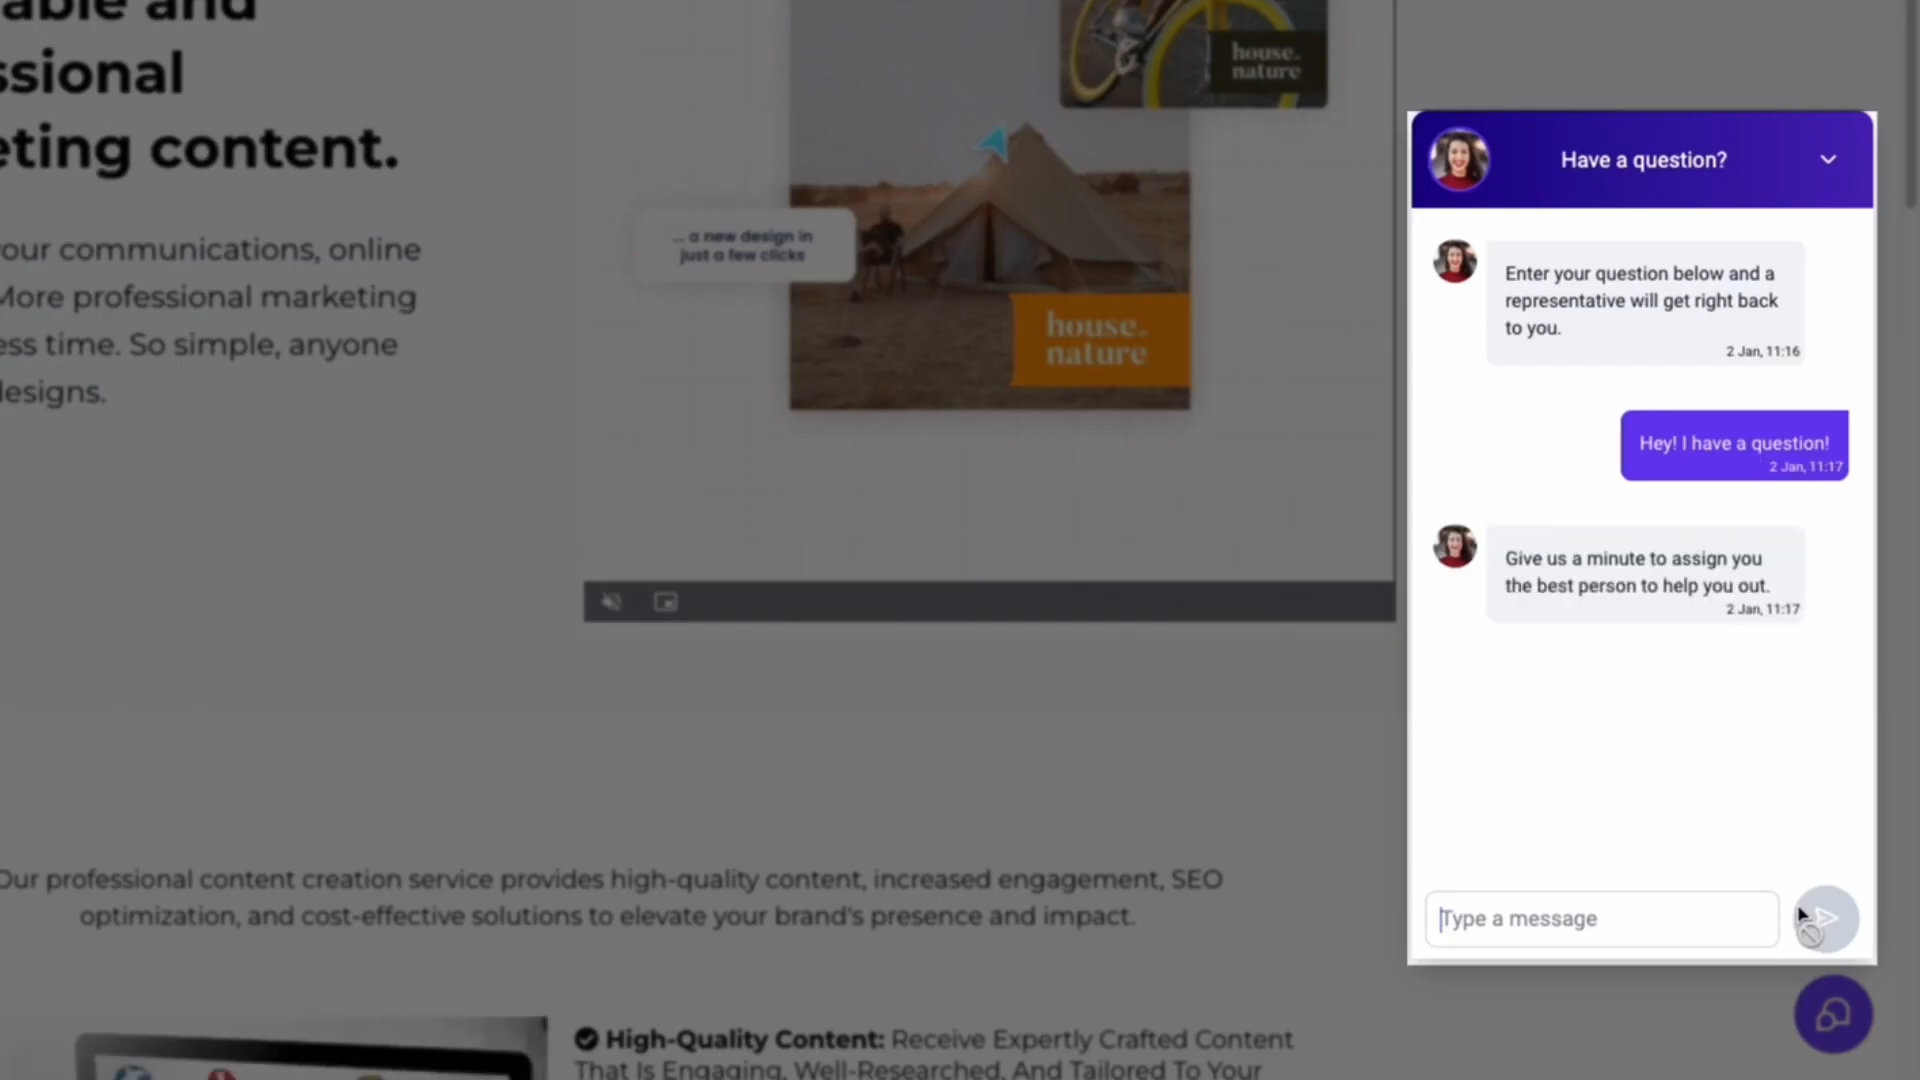 able and
ssional
eting content.
our communications, online
More professional marketing
ess time. So simple, anyone
designs.
house.
nature
... a new design in
just a few clicks
house.
nature
Have a question?
Enter your question below and a
representative will get right back
to you.
2 Jan, 11:16
Hey! I have a question!
2 Jan, 11:17
Give us a minute to assign you
the best person to help you out.
2 Jan, 11:17
Type a message
Our professional content creation service provides high-quality content, increased engagement, SEO
optimization, and cost-effective solutions to elevate your brand's presence and impact.
High-Quality Content: Receive Expertly Crafted Content
That Is Engaging, Well-Researched, And Tailored To Your